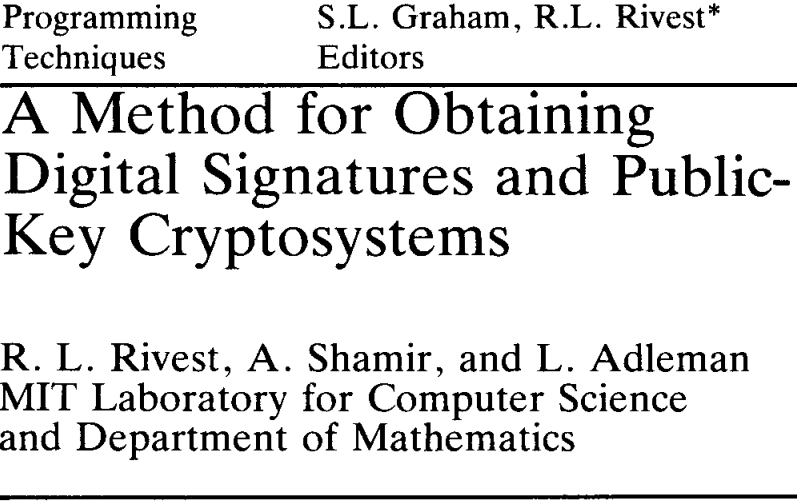 Programming Techniques
S.L. Graham, R.L. Rivest*
Editors
A Method for Obtaining
Digital Signatures and Public-
Key Cryptosystems
R. L. Rivest, A. Shamir, and L. Adleman
MIT Laboratory for Computer Science
and Department of Mathematics